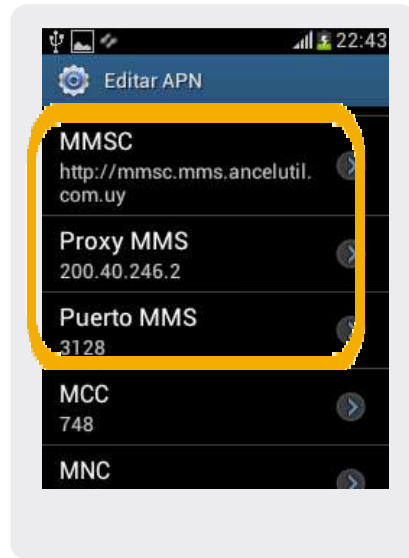 22:43
Editar APN
MMSC
http://mmsc.mms.ancelutil.
com.uy
Proxy MMS
200.40.246.2
Puerto MMS
3128
MCC
748
MNC